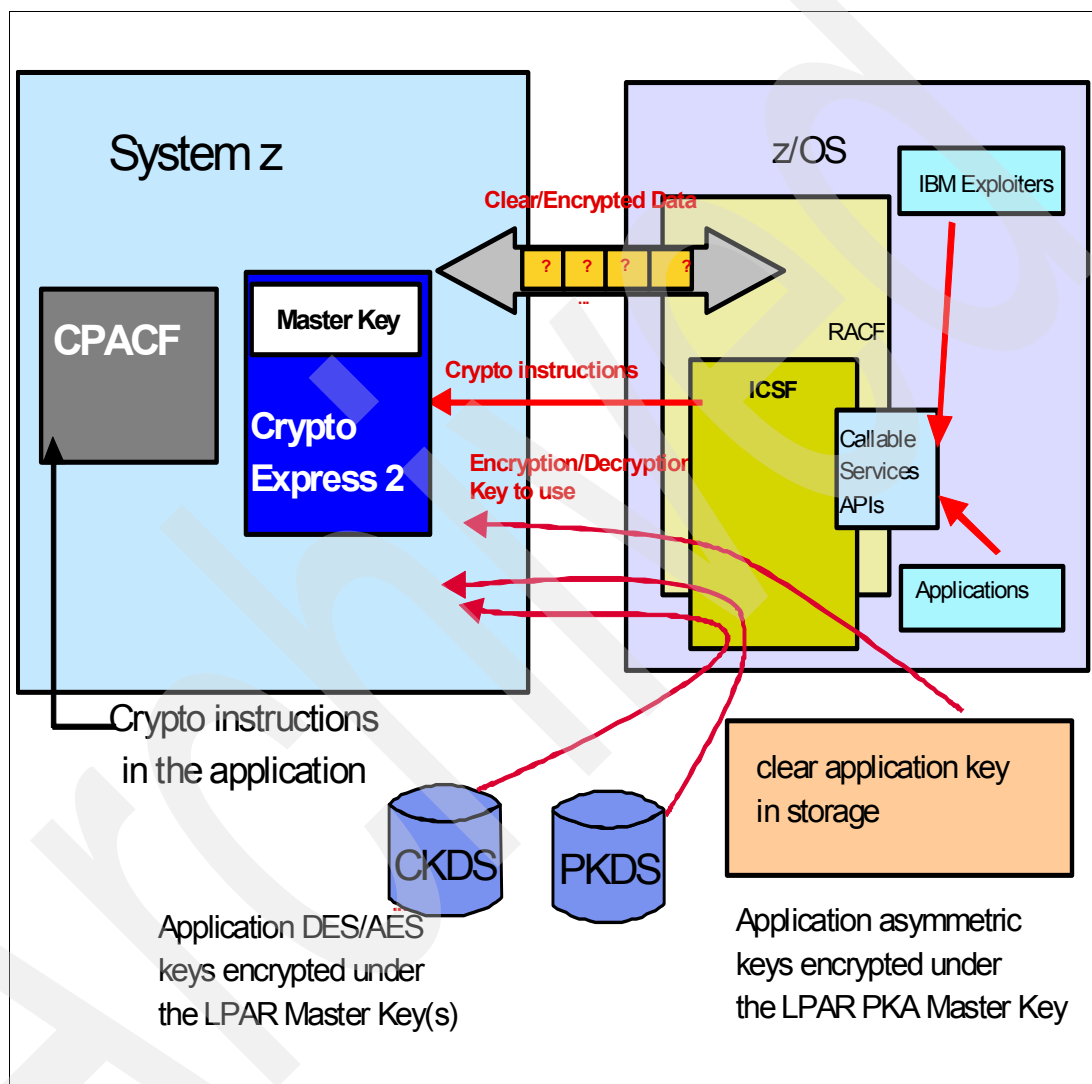 System z
z/OS
IBM Exploiters
Clear/Encrypted Data
? ? ? ?
...
RACF
CPACF
Master Key
Crypto instructions
ICSF
Crypto
Express 2
Callable
Services
APIs
Encryption/Decryption
Key to use
Applications
Crypto instructions
in the application
clear application key
in storage
CKDS
PKDS
...
Application DES/AES
keys encrypted under
the LPAR Master Key(s)
Application asymmetric
keys encrypted under
the LPAR PKA Master Key
Archived